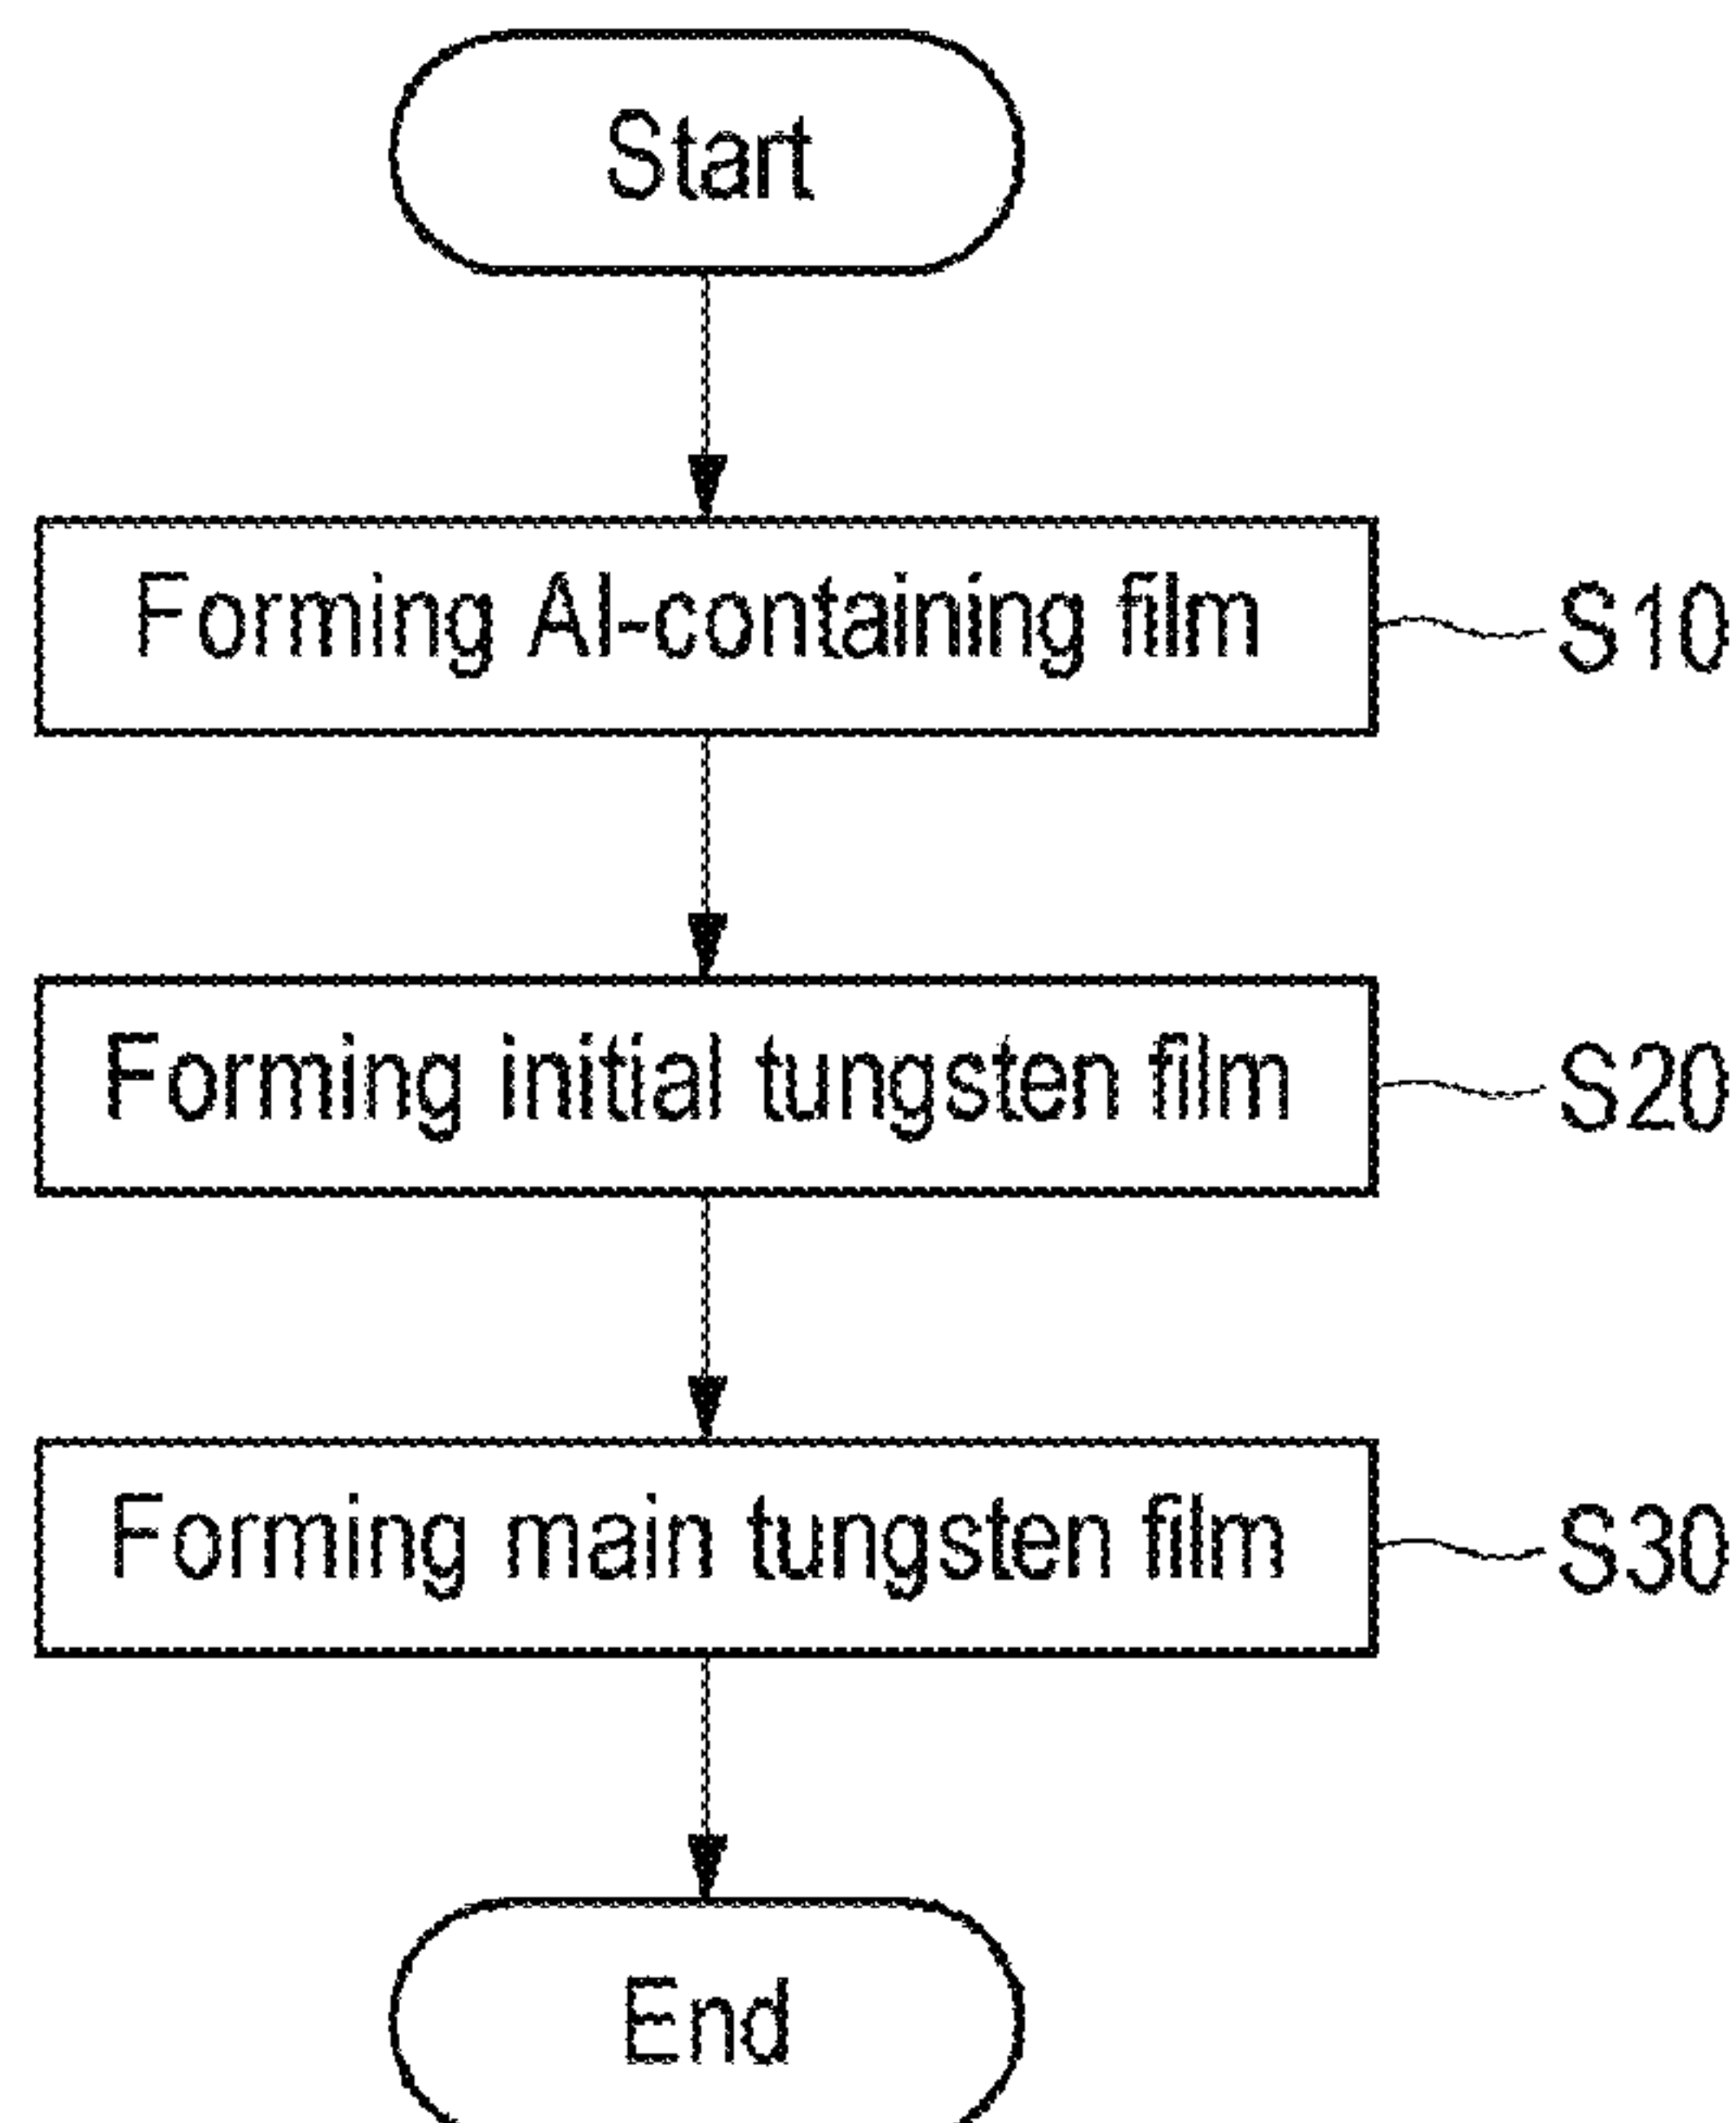 Start
Forming Al-containing film
S10
Forming initial tungsten film
S20
Forming main tungsten film
S30
End